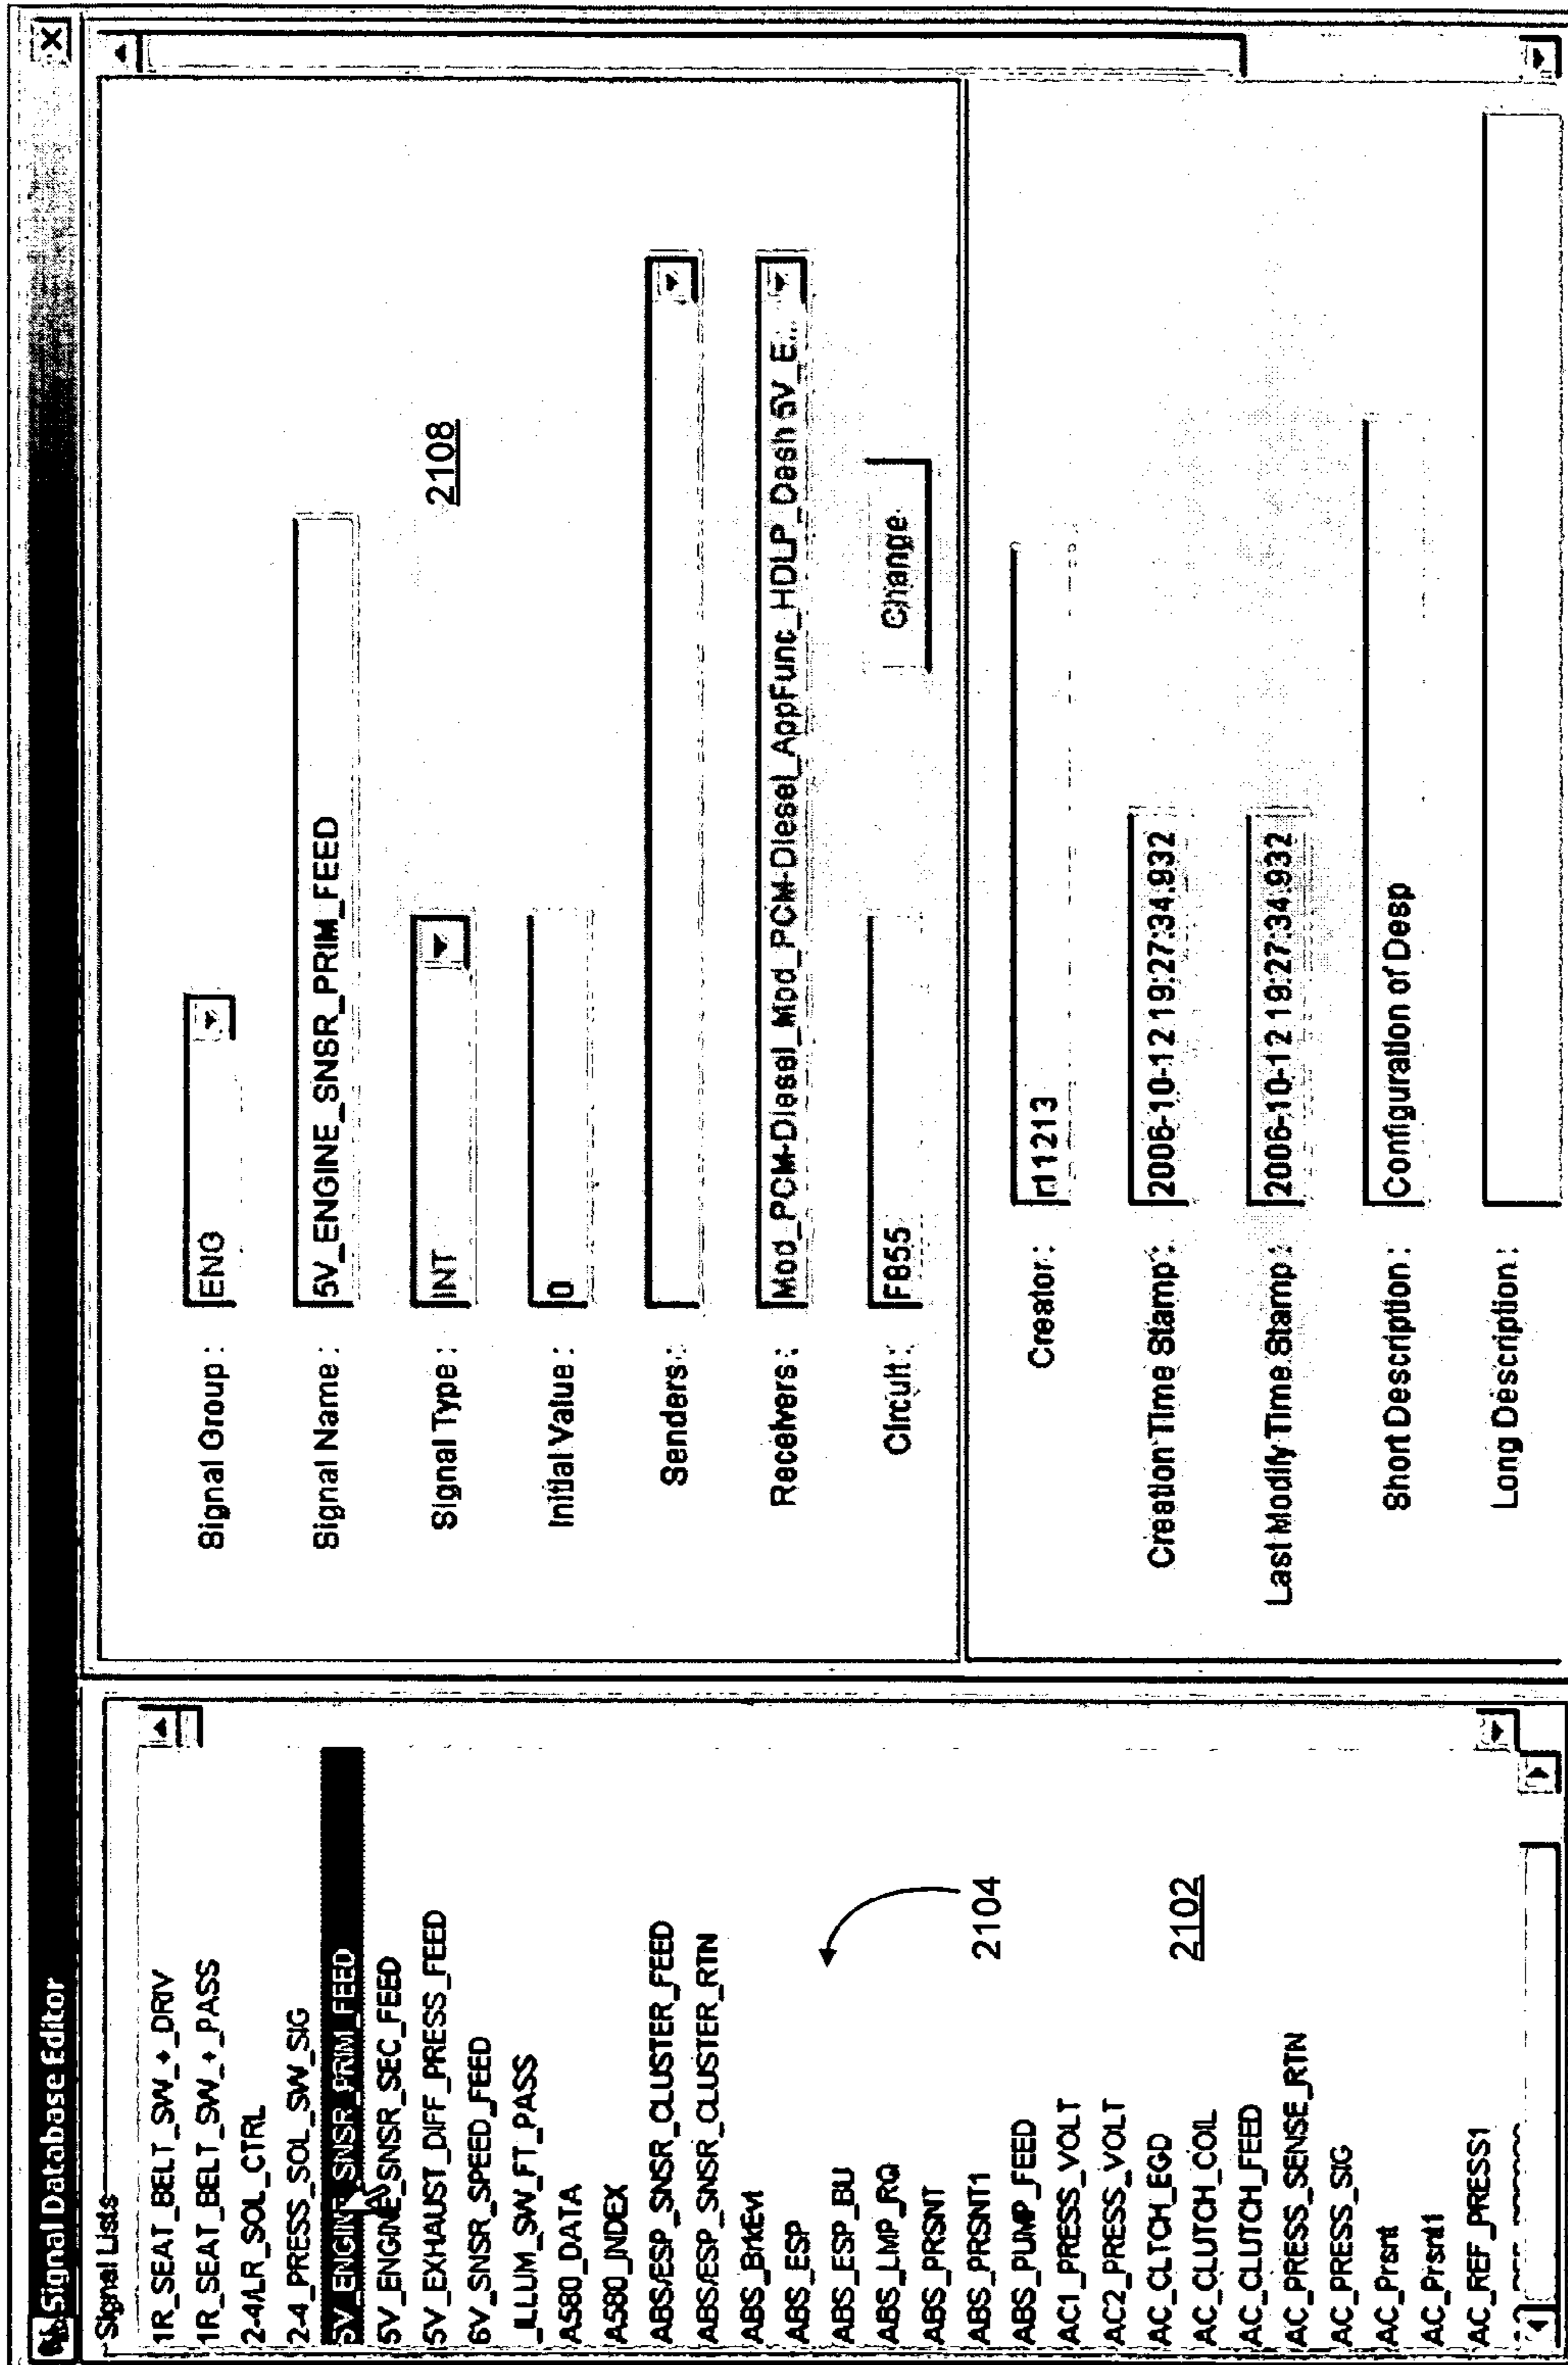 Signal Database Editor
Signal Lists
1R_SEAT_BELT_SW_+_DRIV
1R_SEAT_BELT_SW_+_PASS
2-4/LR_SOL_CTRL
2-4_PRESS_SOL_SW_SIG
5V_ENGINE_SNSR_PRIM_FEED
5V_ENGINE_SNSR_SEC_FEED
5V_EXHAUST_DIFF_PRESS_FEED
6V_SNSR_SPEED_FEED
_ILLUM_SW_FT_PASS
A580_DATA
A580_INDEX
ABS/ESP_SNSR_CLUSTER_FEED
ABS/ESP_SNSR_CLUSTER_RTN
ABS_BrkEvt
ABS_ESP
ABS_ESP_BU
ABS_LMP_RQ
ABS_PRSNT
ABS_PRSNT1
ABS_PUMP_FEED
AC1_PRESS_VOLT
AC2_PRESS_VOLT
AC_CLTCH_EGD
AC_CLUTCH_COIL
AC_CLUTCH_FEED
AC_PRESS_SENSE_RTN
AC_PRESS_SIG
AC_Prsnt
AC_Prsnt1
AC_REF_PRESS1
2104
2102
Signal Group : ENG
Signal Name : 5V_ENGINE_SNSR_PRIM_FEED
Signal Type : INT
2108
Initial Value : 0
Senders :
Receivers : Mod_PCM-Diesel_Mod_PCM-Diesel_AppFunc_HDLP_Dash 5V_E...
Circuit : F855 Change
Creator : r11213
Creation Time Stamp : 2006-10-12 19:27:34.932
Last Modify Time Stamp : 2006-10-12 19:27:34.932
Short Description : Configuration of Desp
Long Description :